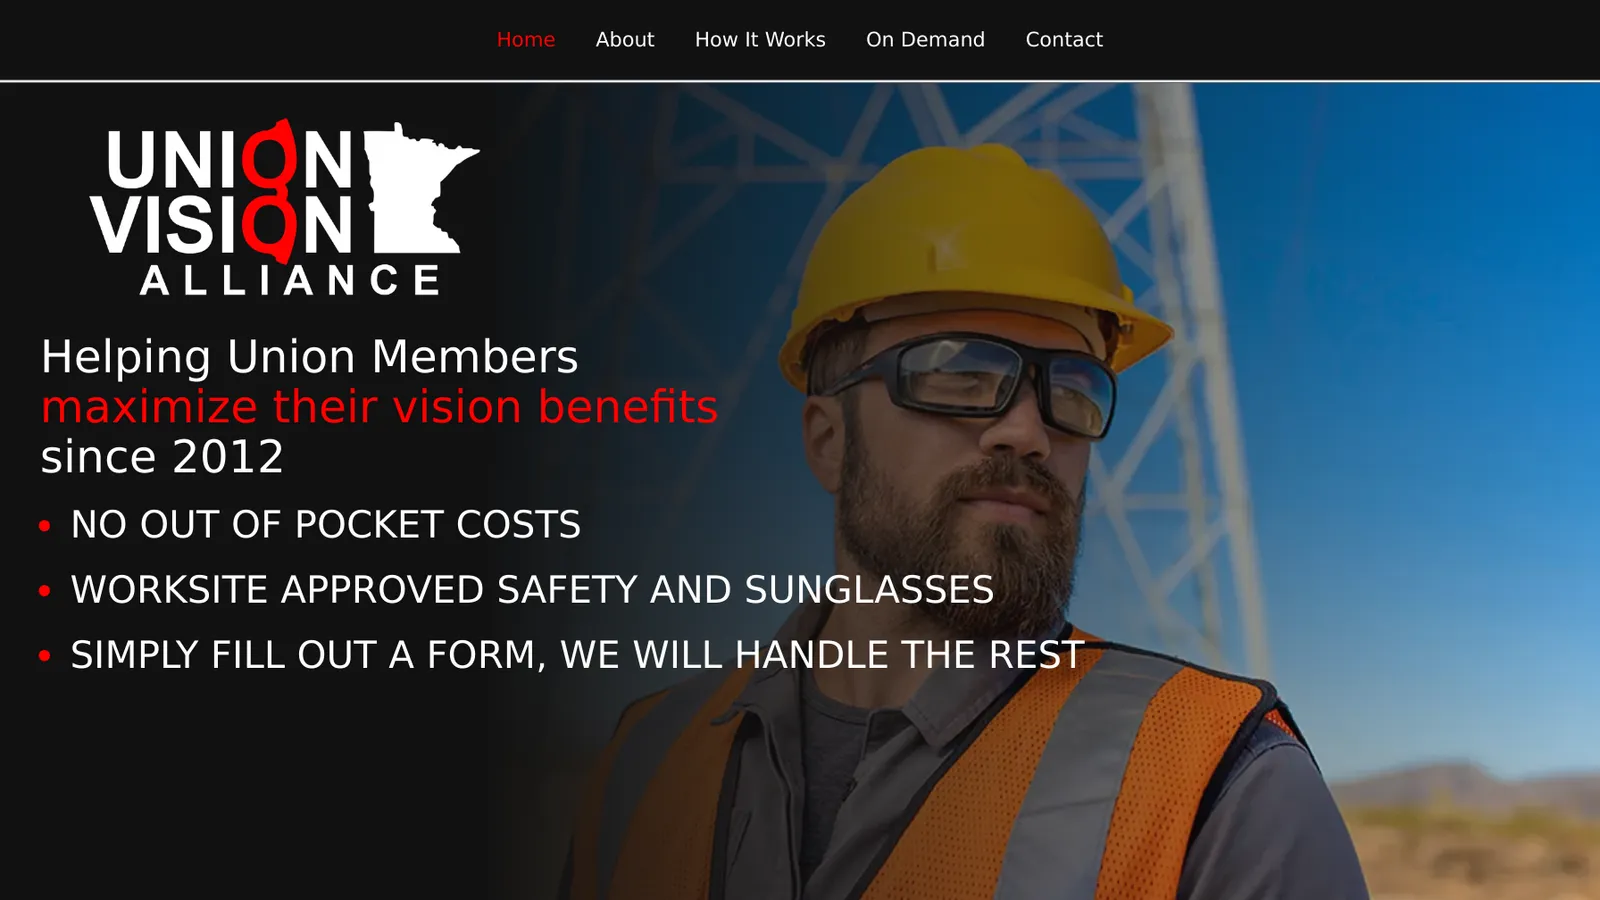 Home About How It Works On Demand Contact
UNION
VISION
ALLIANCE
Helping Union Members
maximize their vision benefits
since 2012
• NO OUT OF POCKET COSTS
• WORKSITE APPROVED SAFETY AND SUNGLASSES
• SIMPLY FILL OUT A FORM, WE WILL HANDLE THE REST